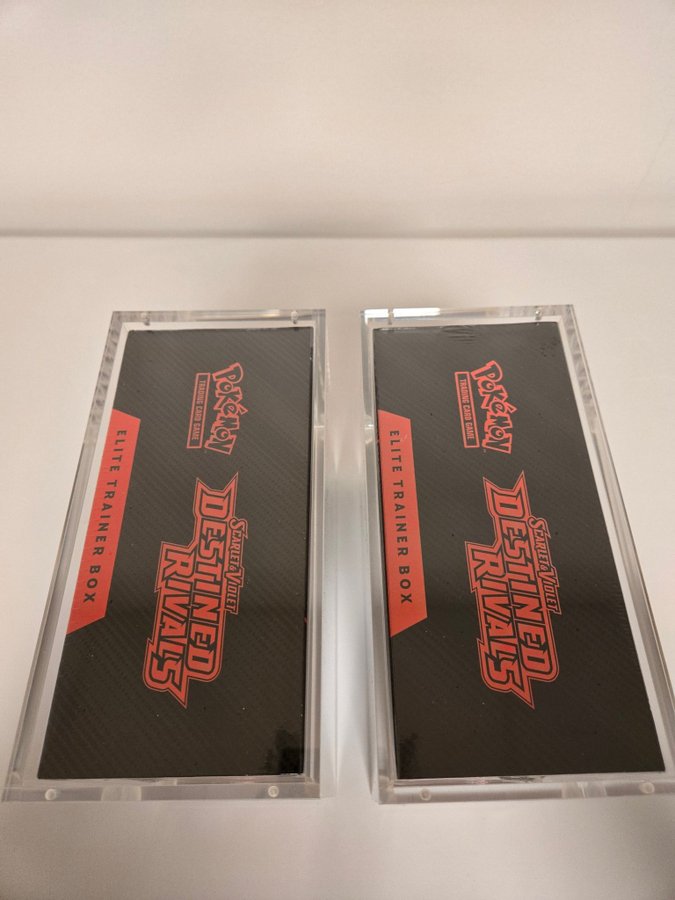 Pokémon
TRADING CARD GAME
SCARLET & VIOLET
DESTINED
RIVALS
ELITE TRAINER BOX
Pokémon
TRADING CARD GAME
SCARLET & VIOLET
DESTINED
RIVALS
ELITE TRAINER BOX